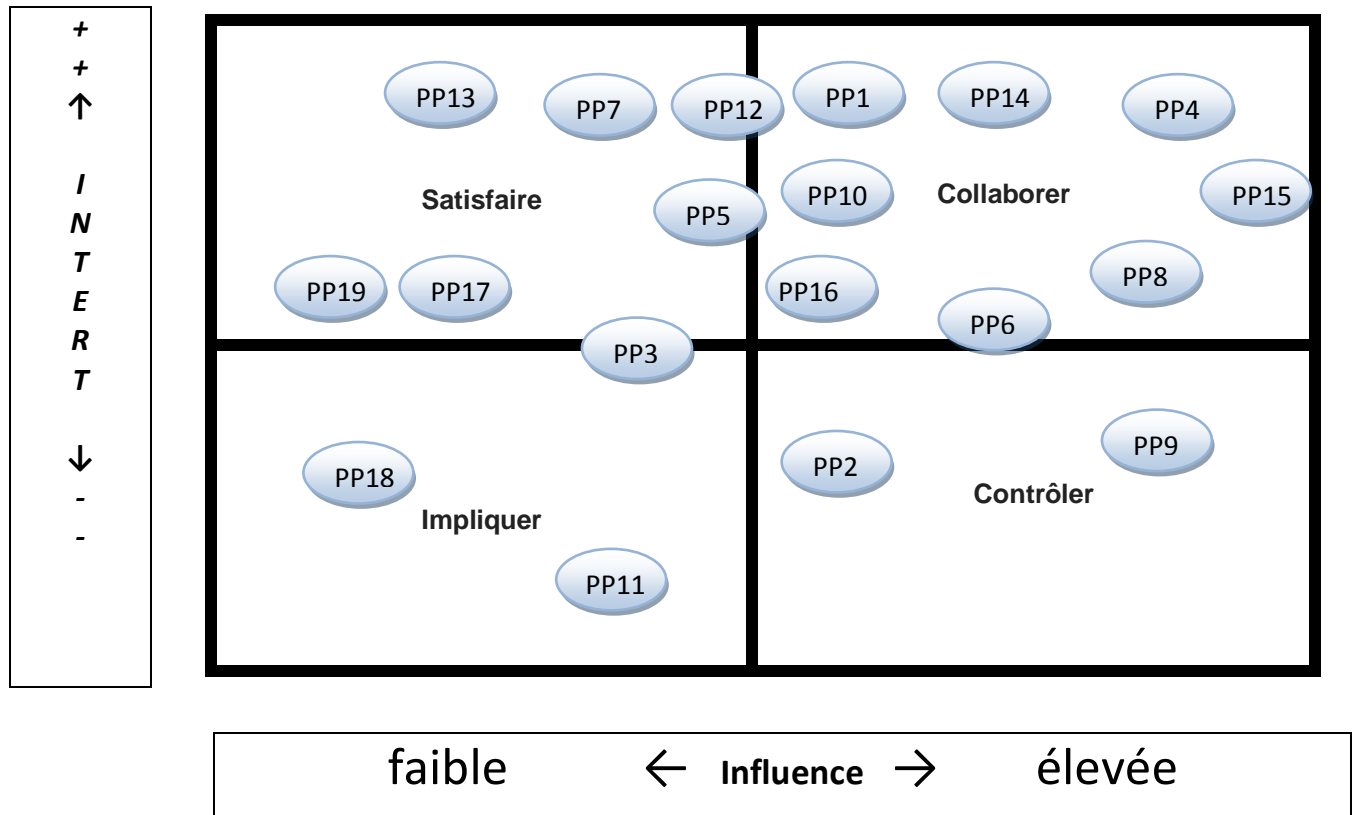 +
+
↑
I
N
T
E
R
T
↓
-
-
PP13
PP7
PP12
PP1
PP14
PP4
Satisfaire
PP5
PP10
Collaborer
PP15
PP19
PP17
PP16
PP8
PP3
PP6
PP18
Impliquer
PP11
PP2
Contrôler
PP9
faible ← Influence → élevée